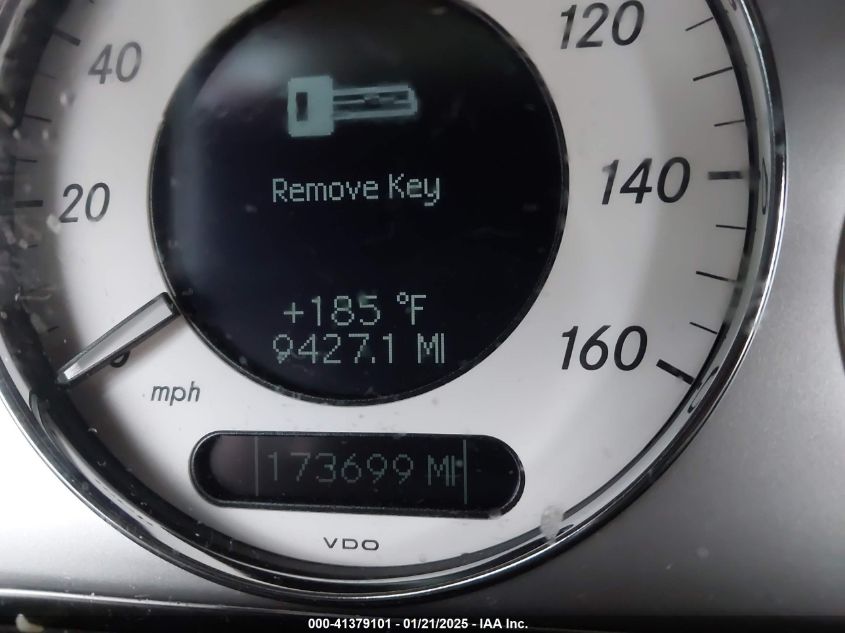 40
120
20
140
160
Remove Key
+185 °F
9427.1 MI
mph
173699 MI
VDO
000-41379101 - 01/21/2025 - IAA Inc.